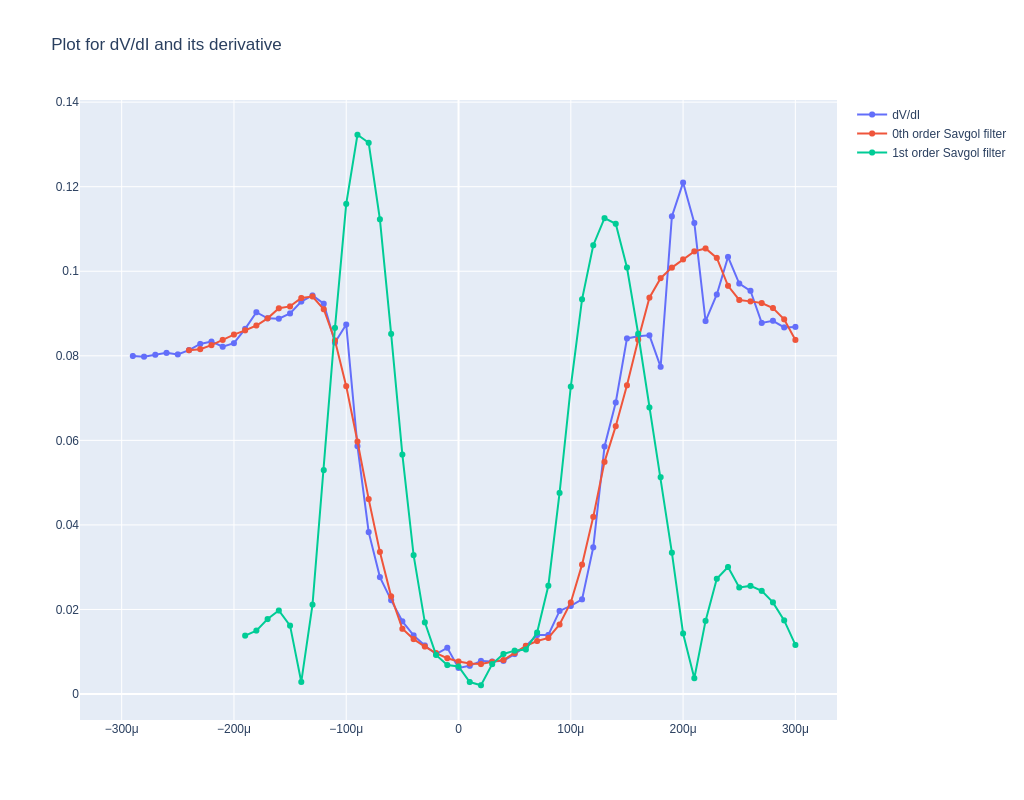 Plot for dV/dI and its derivative
dV/dI
0th order Savgol filter
1st order Savgol filter
0.14
0.12
0.1
0.08
0.06
0.04
0.02
0
−300μ −200μ −100μ 0 100μ 200μ 300μ